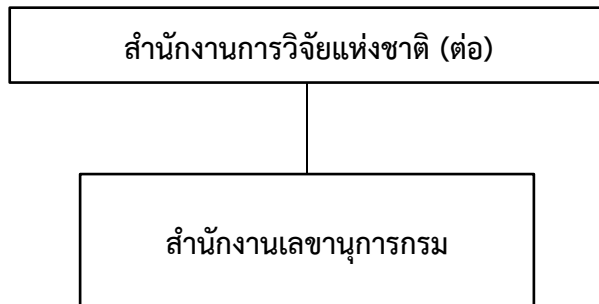 สำนักงานการวิจัยแห่งชาติ (ต่อ)
สำนักงานเลขานุการกรม